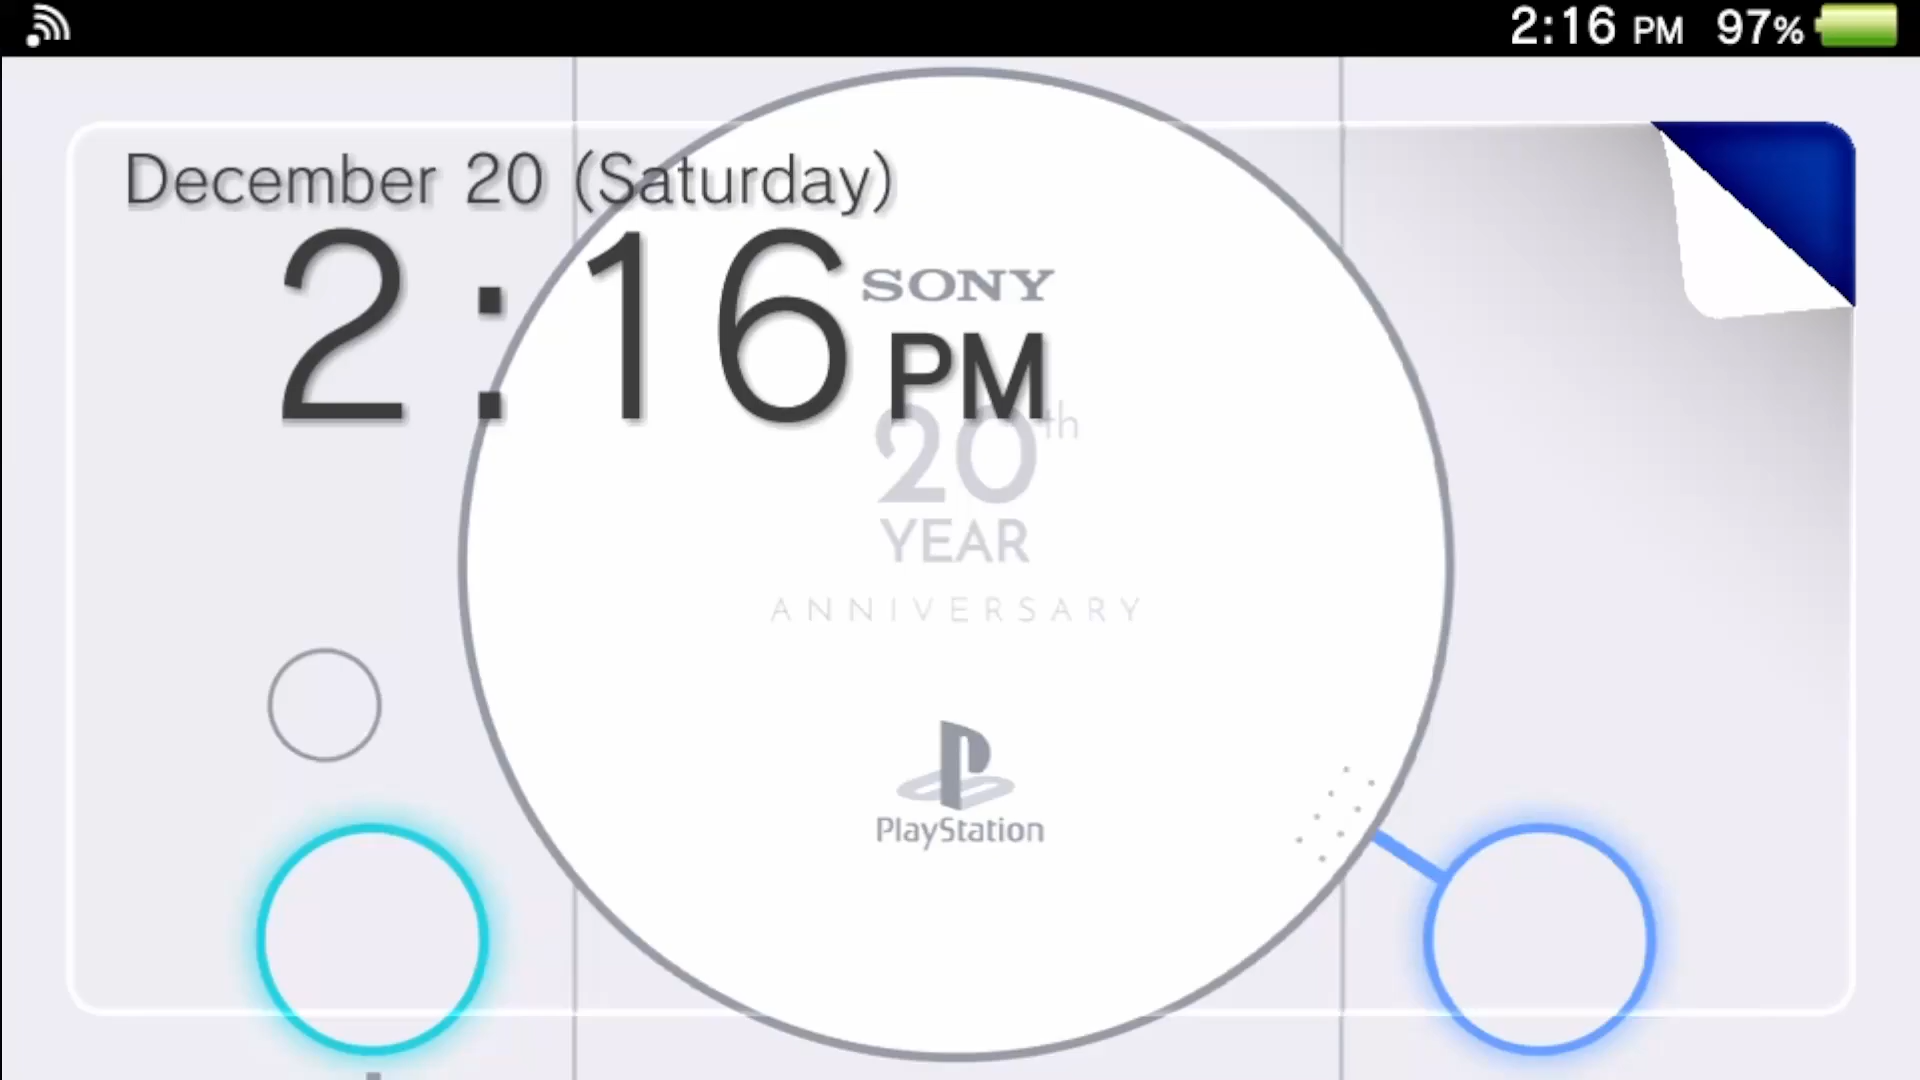 2:16 PM 97%
December 20 (Saturday)
2:16 PM
SONY
20th
YEAR
ANNIVERSARY
PlayStation